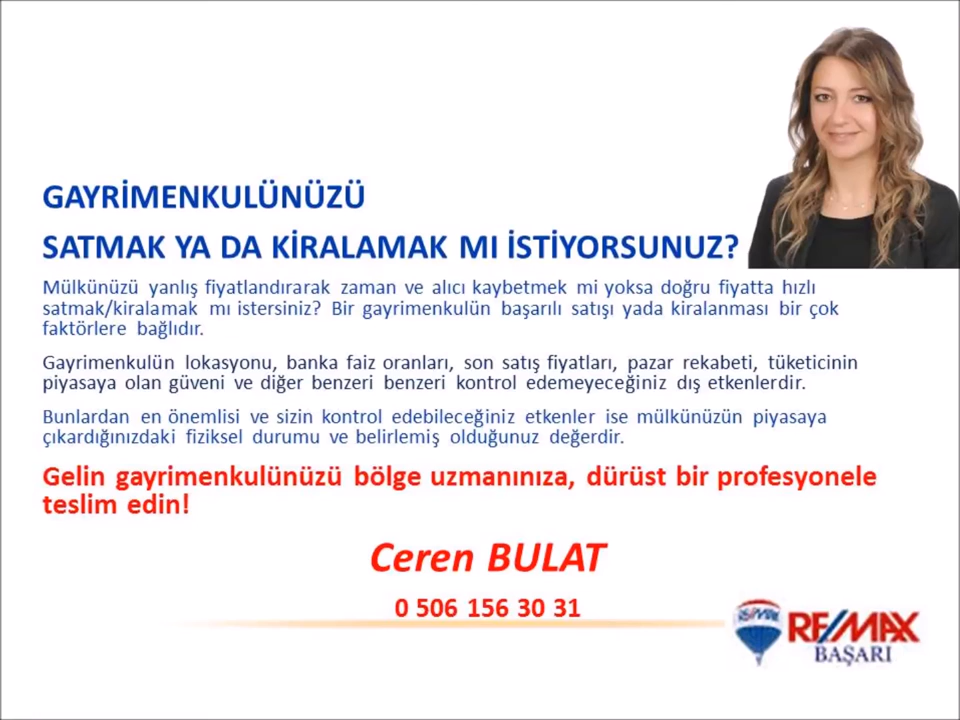 GAYRİMENKULÜNÜZÜ
SATMAK YA DA KİRALAMAK MI İSTİYORSUNUZ?
Mülkünüzü yanlış fiyatlandırarak zaman ve alıcı kaybetmek mi yoksa doğru fiyatta hızlı
satmak/kiralamak mı istersiniz? Bir gayrimenkulün başarılı satışı yada kiralanması bir çok
faktörlere bağlıdır.
Gayrimenkulün lokasyonu, banka faiz oranları, son satış fiyatları, pazar rekabeti, tüketicinin
piyasaya olan güveni ve diğer benzeri benzeri kontrol edemeyeceğiniz dış etkenlerdir.
Bunlardan en önemlisi ve sizin kontrol edebileceğiniz etkenler ise mülkünüzün piyasaya
çıkardığınızdaki fiziksel durumu ve belirlemiş olduğunuz değerdir.
Gelin gayrimenkulünüzü bölge uzmanınıza, dürüst bir profesyonele
teslim edin!
Ceren BULAT
0 506 156 30 31
RE/MAX
RE/MAX
BAŞARI